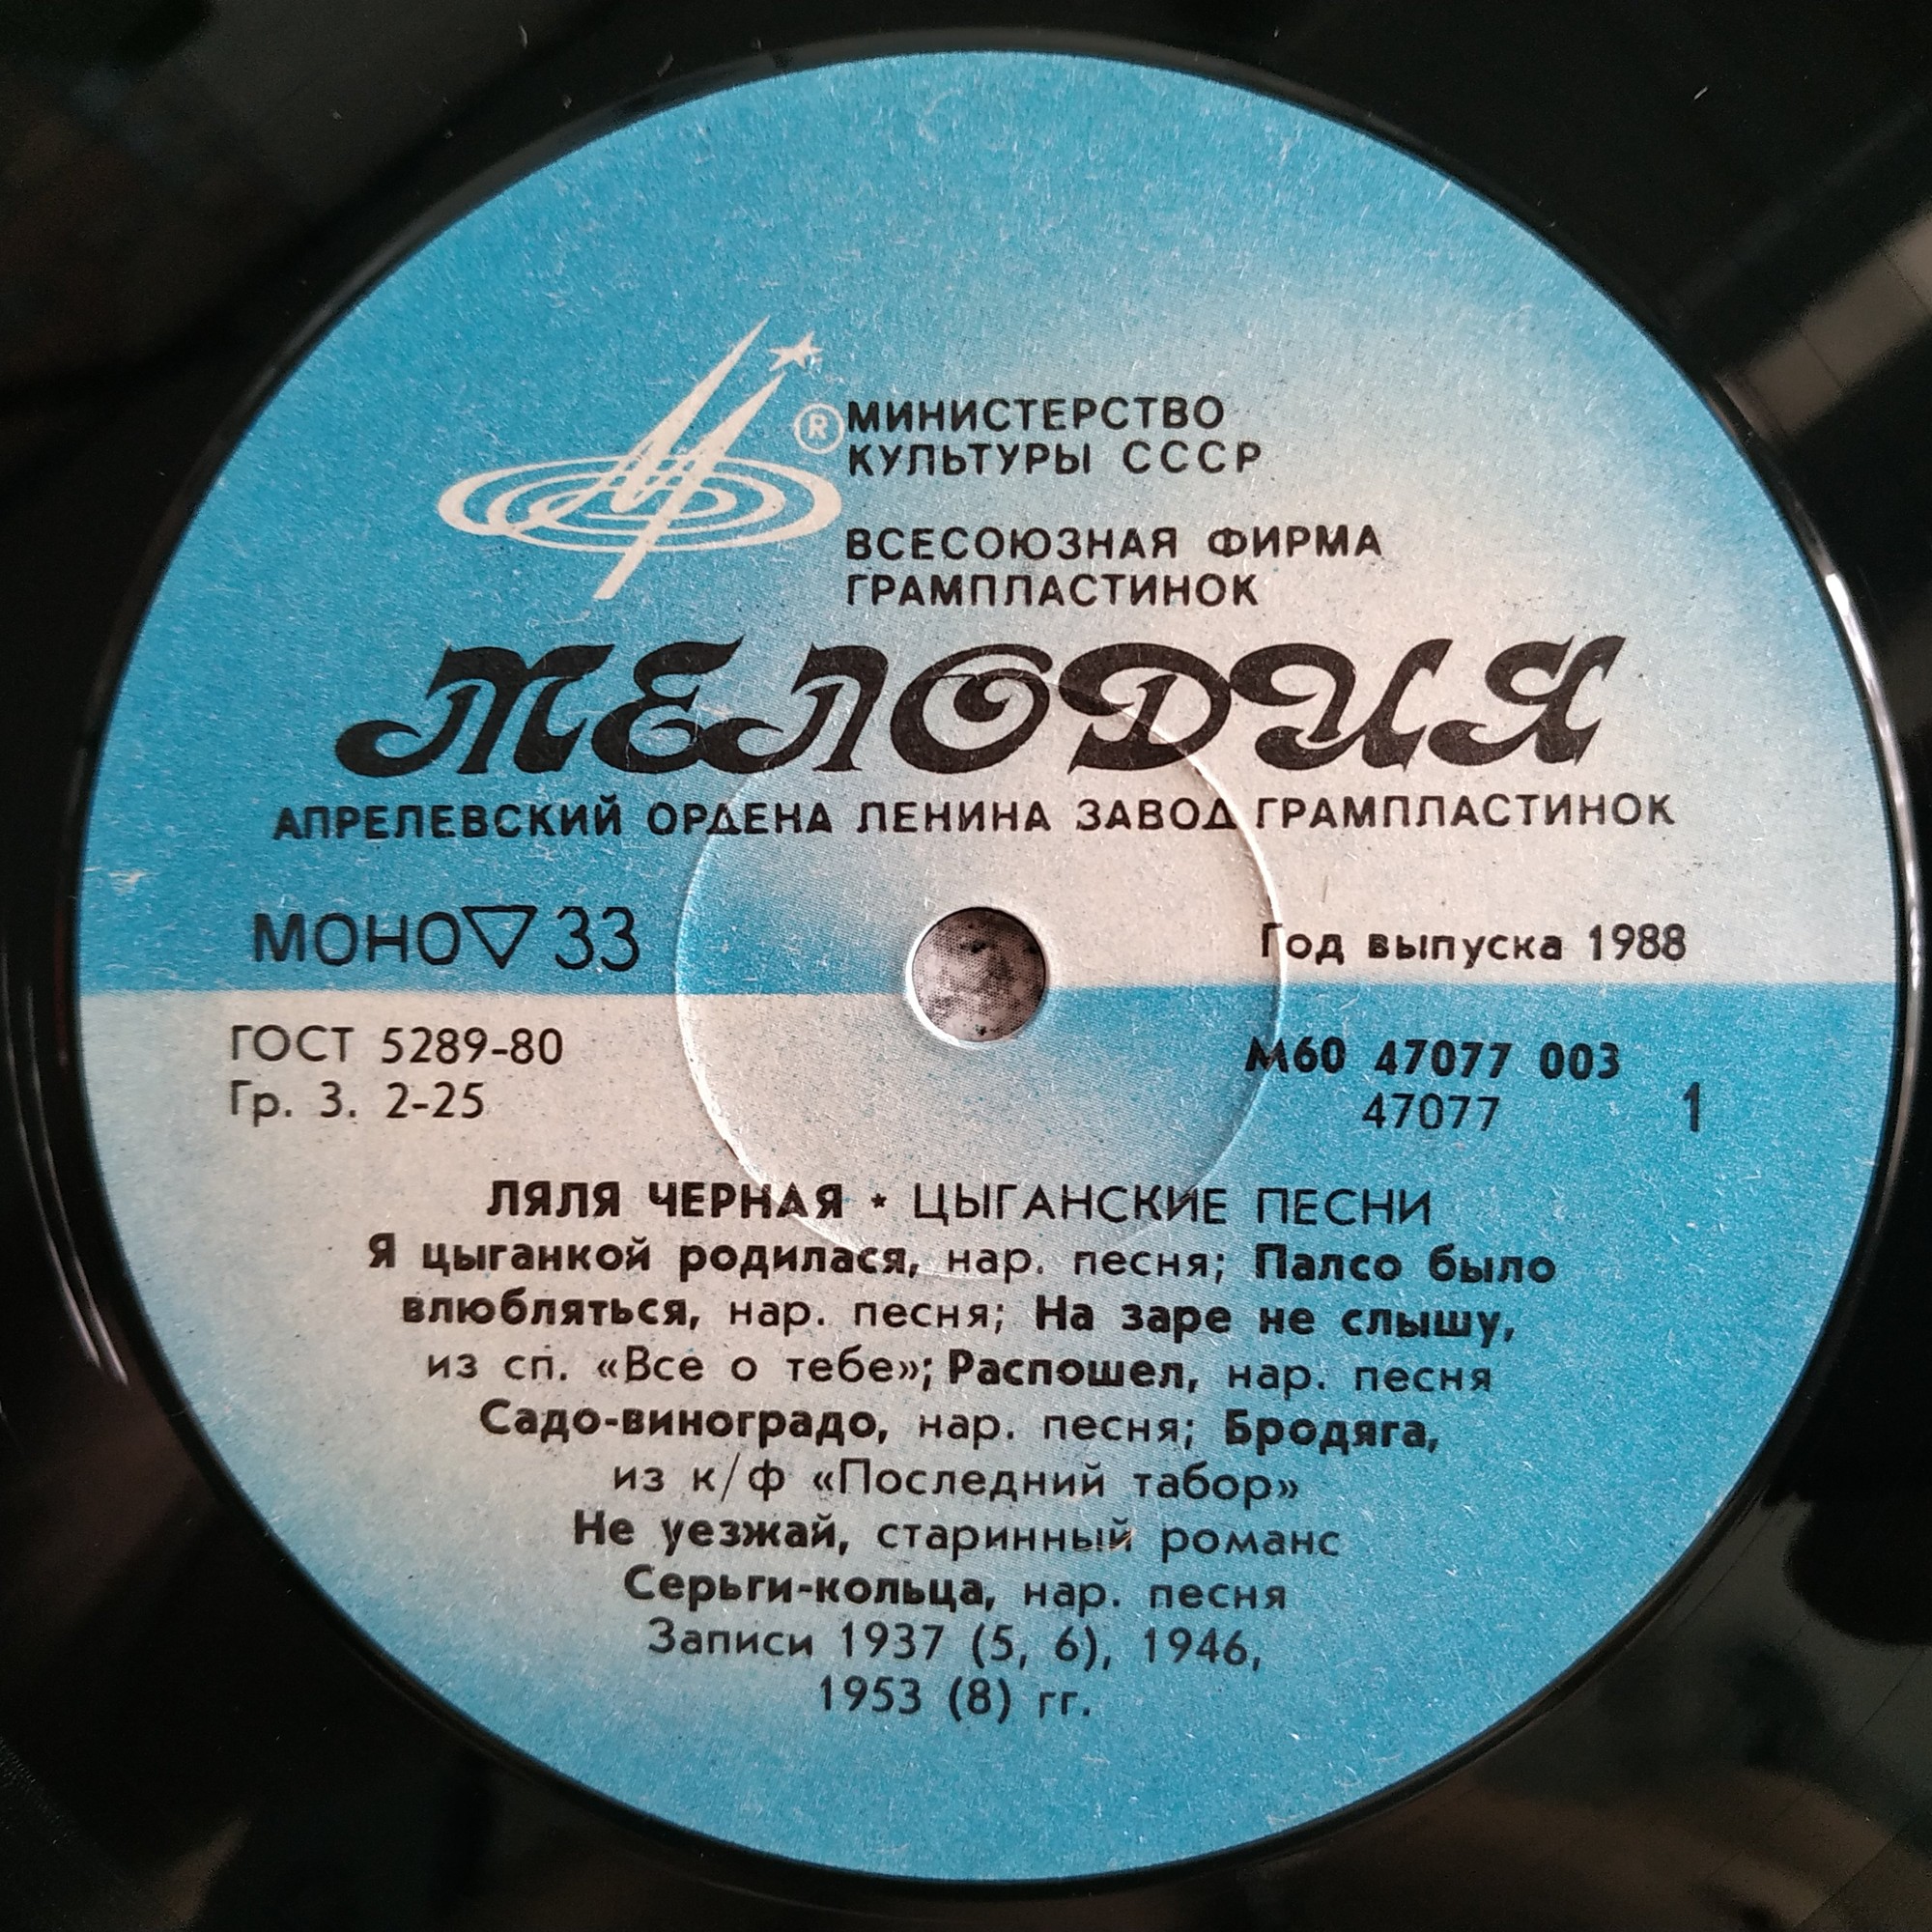 ®
МИНИСТЕРСТВО
КУЛЬТУРЫ СССР
ВСЕСОЮЗНАЯ ФИРМА
ГРАМПЛАСТИНОК
МЕЛОДИЯ
АПРЕЛЕВСКИЙ ОРДЕНА ЛЕНИНА ЗАВОД ГРАМПЛАСТИНОК
МОНО ▽ 33
Год выпуска 1988
ГОСТ 5289-80
Гр. 3. 2-25
М60 47077 003
47077 1
ЛЯЛЯ ЧЕРНАЯ * ЦЫГАНСКИЕ ПЕСНИ
Я цыганкой родилася, нар. песня; Палсо было
влюбляться, нар. песня; На заре не слышу,
из сп. «Все о тебе»; Распошел, нар. песня
Садо-виноградо, нар. песня; Бродяга,
из к/ф «Последний табор»
Не уезжай, старинный романс
Серьги-кольца, нар. песня
Записи 1937 (5, 6), 1946,
1953 (8) гг.